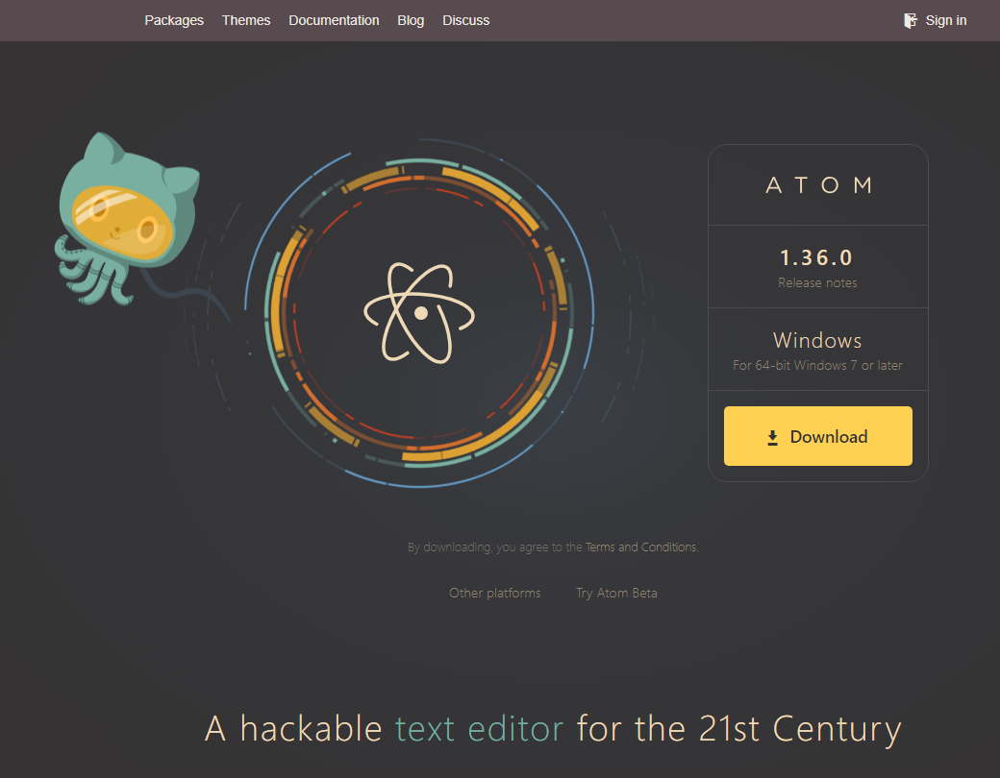 Packages Themes Documentation Blog Discuss Sign in
ATOM
1.36.0
Release notes
Windows
For 64-bit Windows 7 or later
Download
By downloading, you agree to the Terms and Conditions.
Other platforms Try Atom Beta
A hackable text editor for the 21st Century